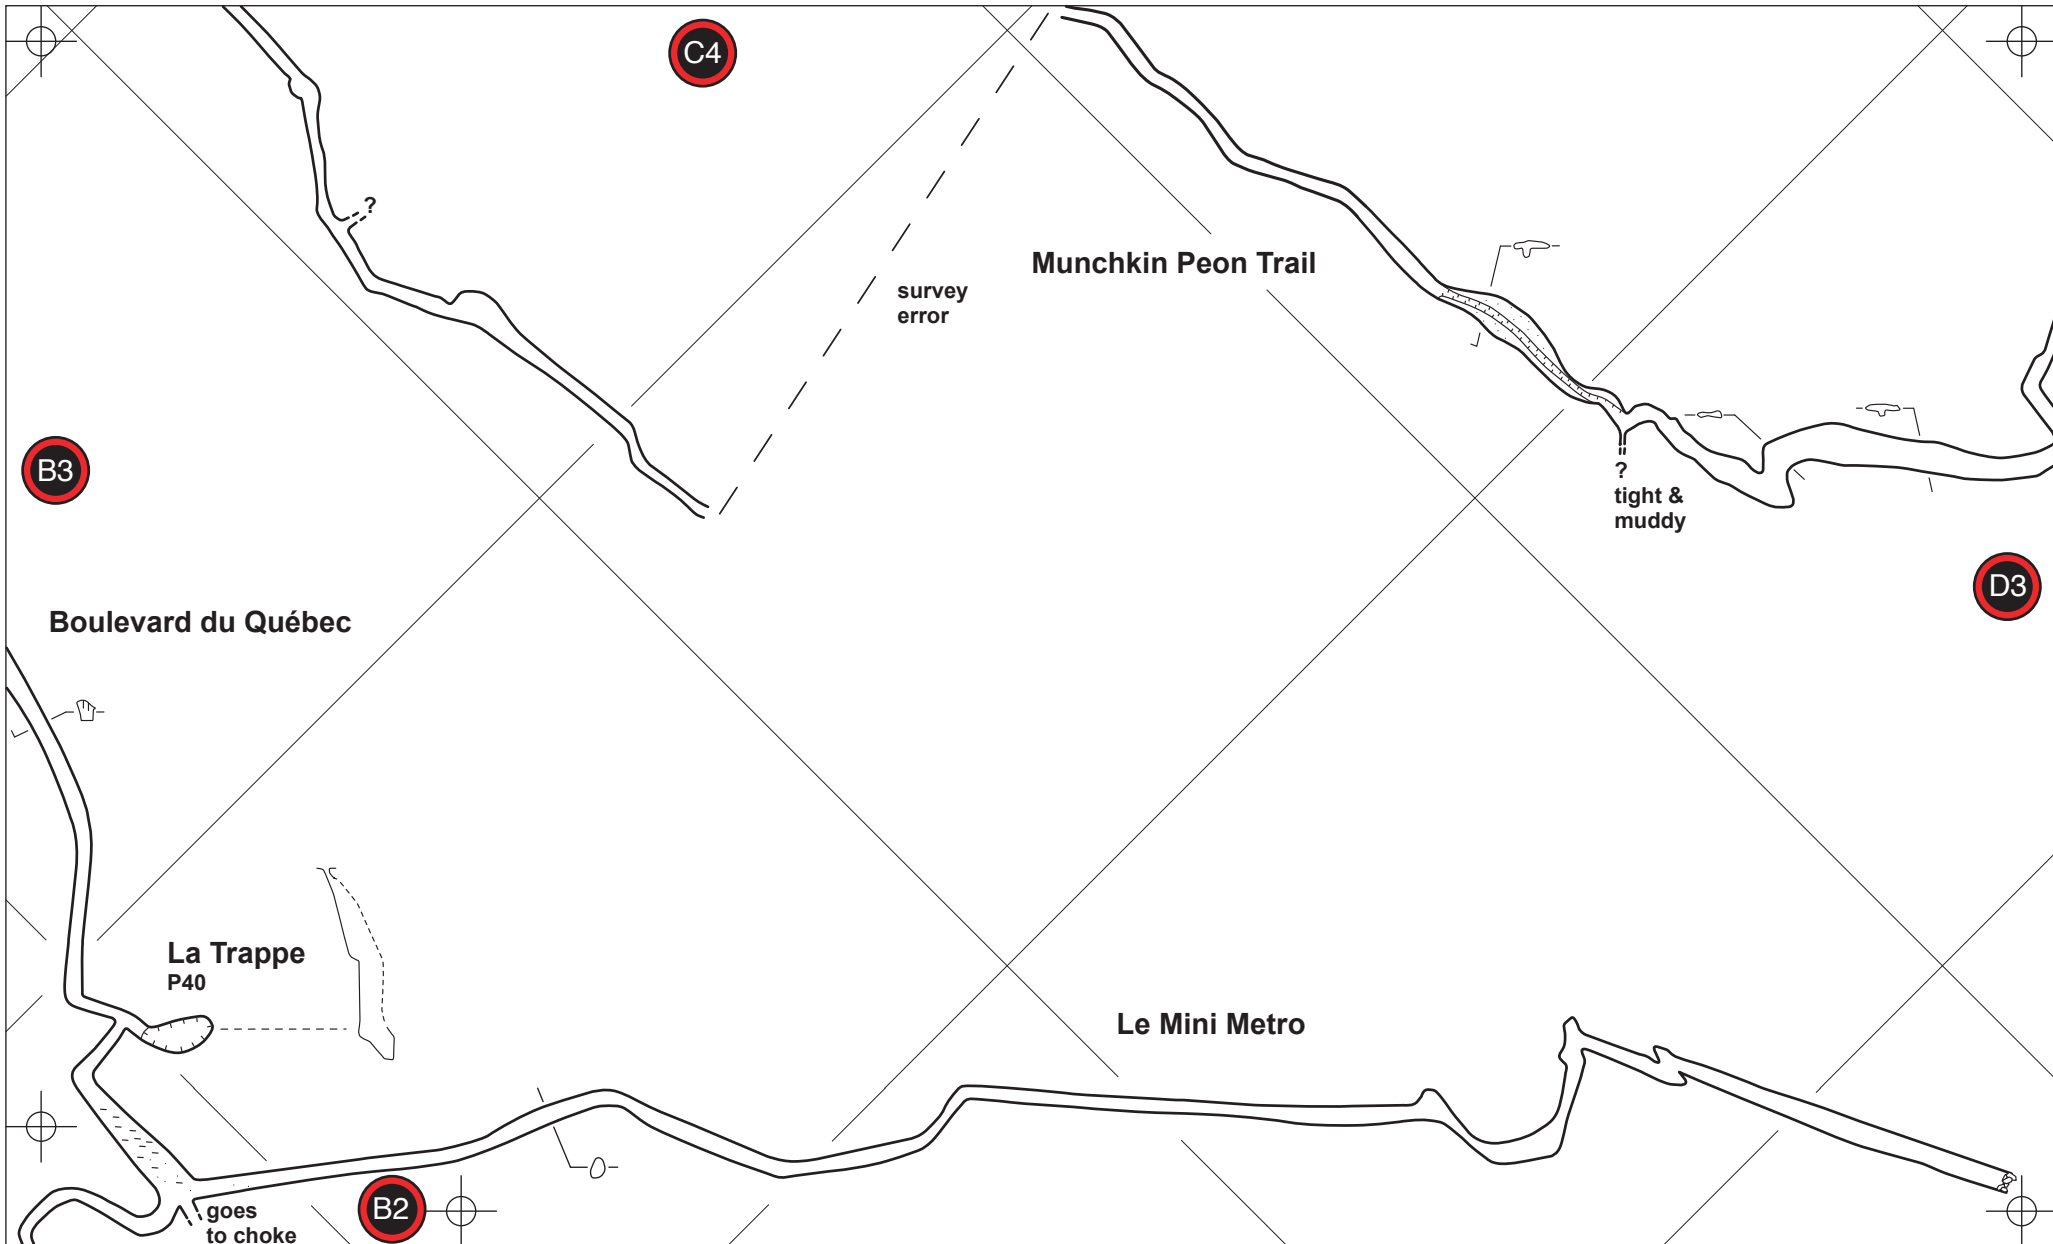 C4
?
Munchkin Peon Trail
survey
error
B3
?
tight &
muddy
D3
Boulevard du Québec
La Trappe
P40
Le Mini Metro
B2
goes
to choke